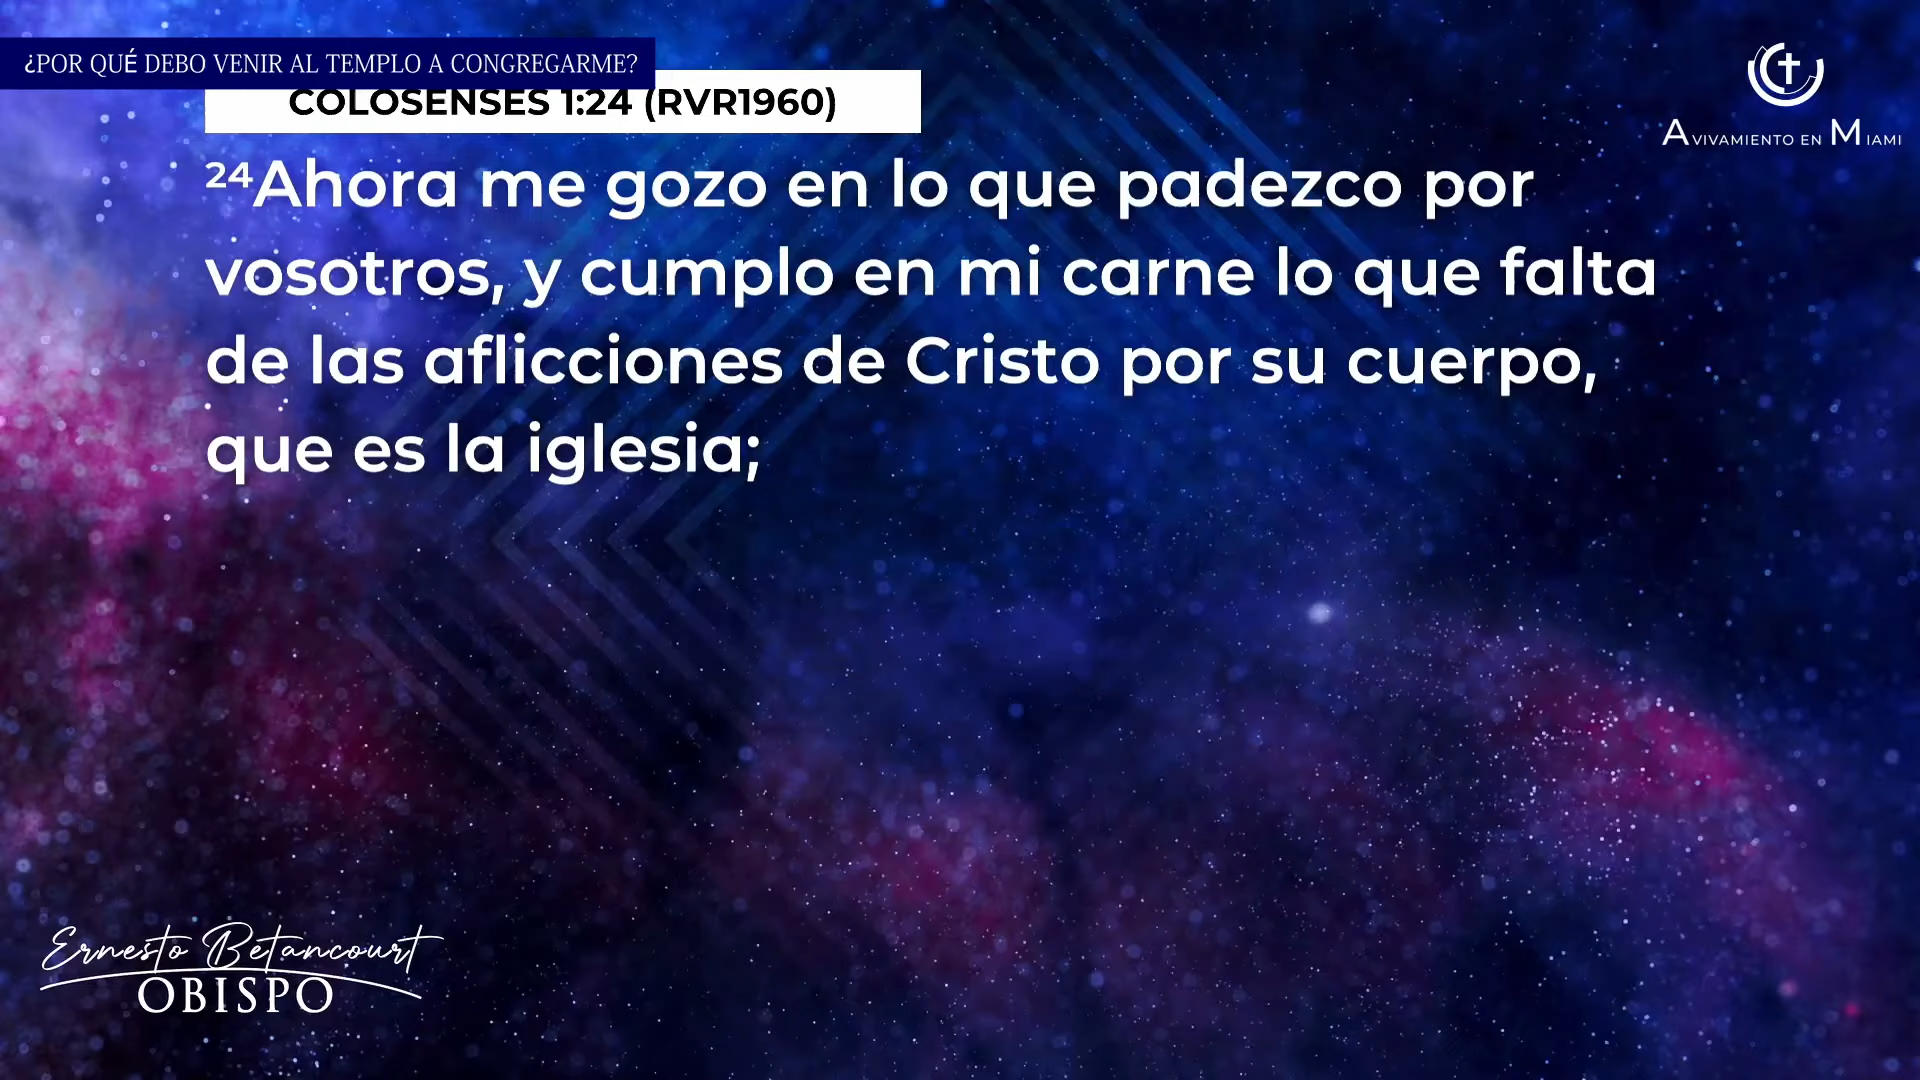 ¿POR QUÉ DEBO VENIR AL TEMPLO A CONGREGARME?
COLOSENSES 1:24 (RVR1960)
AVIVAMIENTO EN MIAMI
²⁴Ahora me gozo en lo que padezco por
vosotros, y cumplo en mi carne lo que falta
de las aflicciones de Cristo por su cuerpo,
que es la iglesia;
Ernesto Betancourt
OBISPO